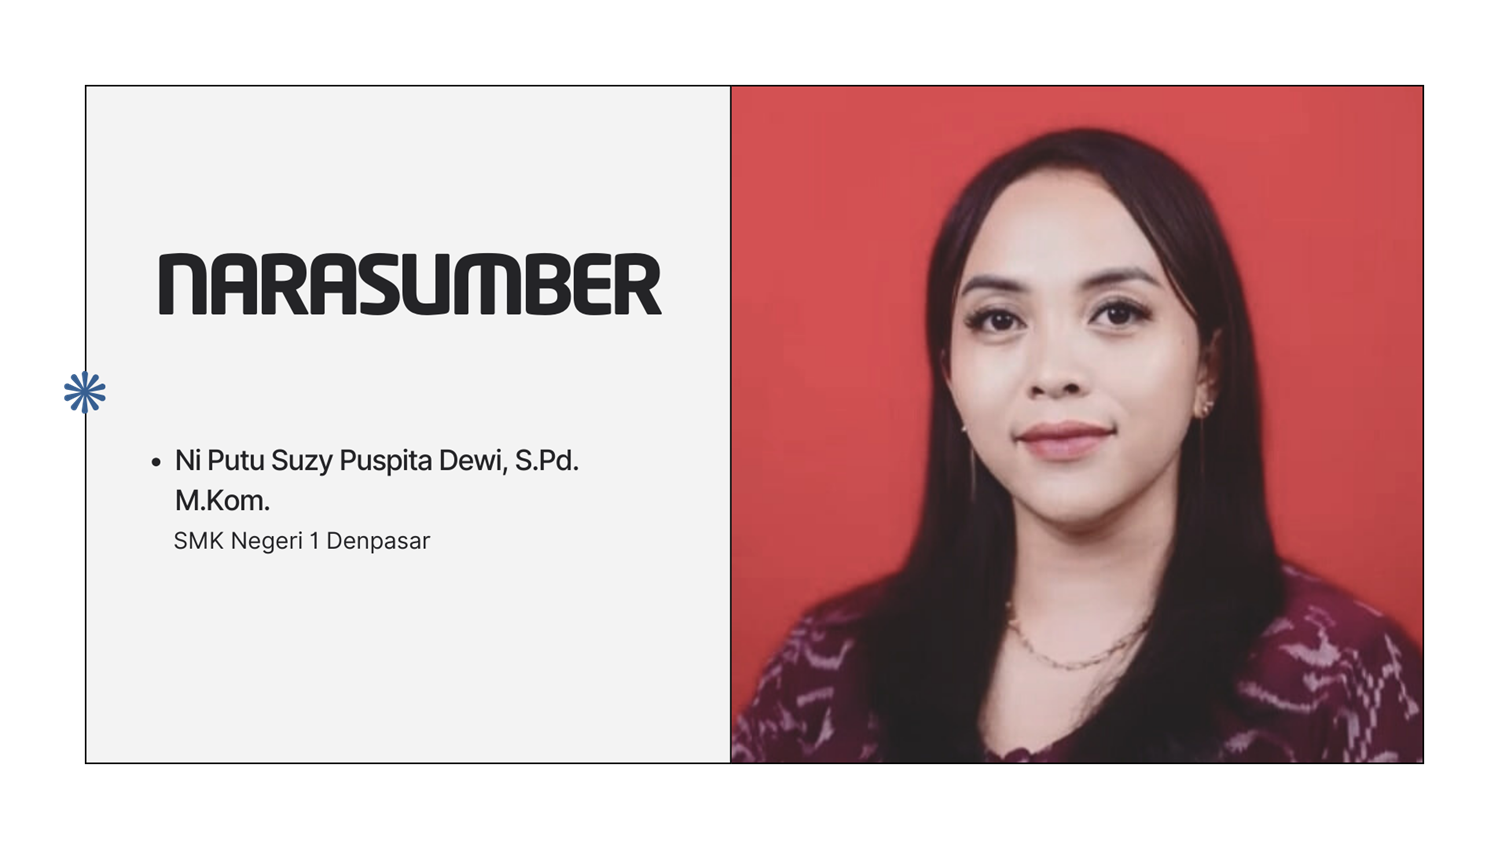 NARASUMBER
• Ni Putu Suzy Puspita Dewi, S.Pd.
M.Kom.
SMK Negeri 1 Denpasar